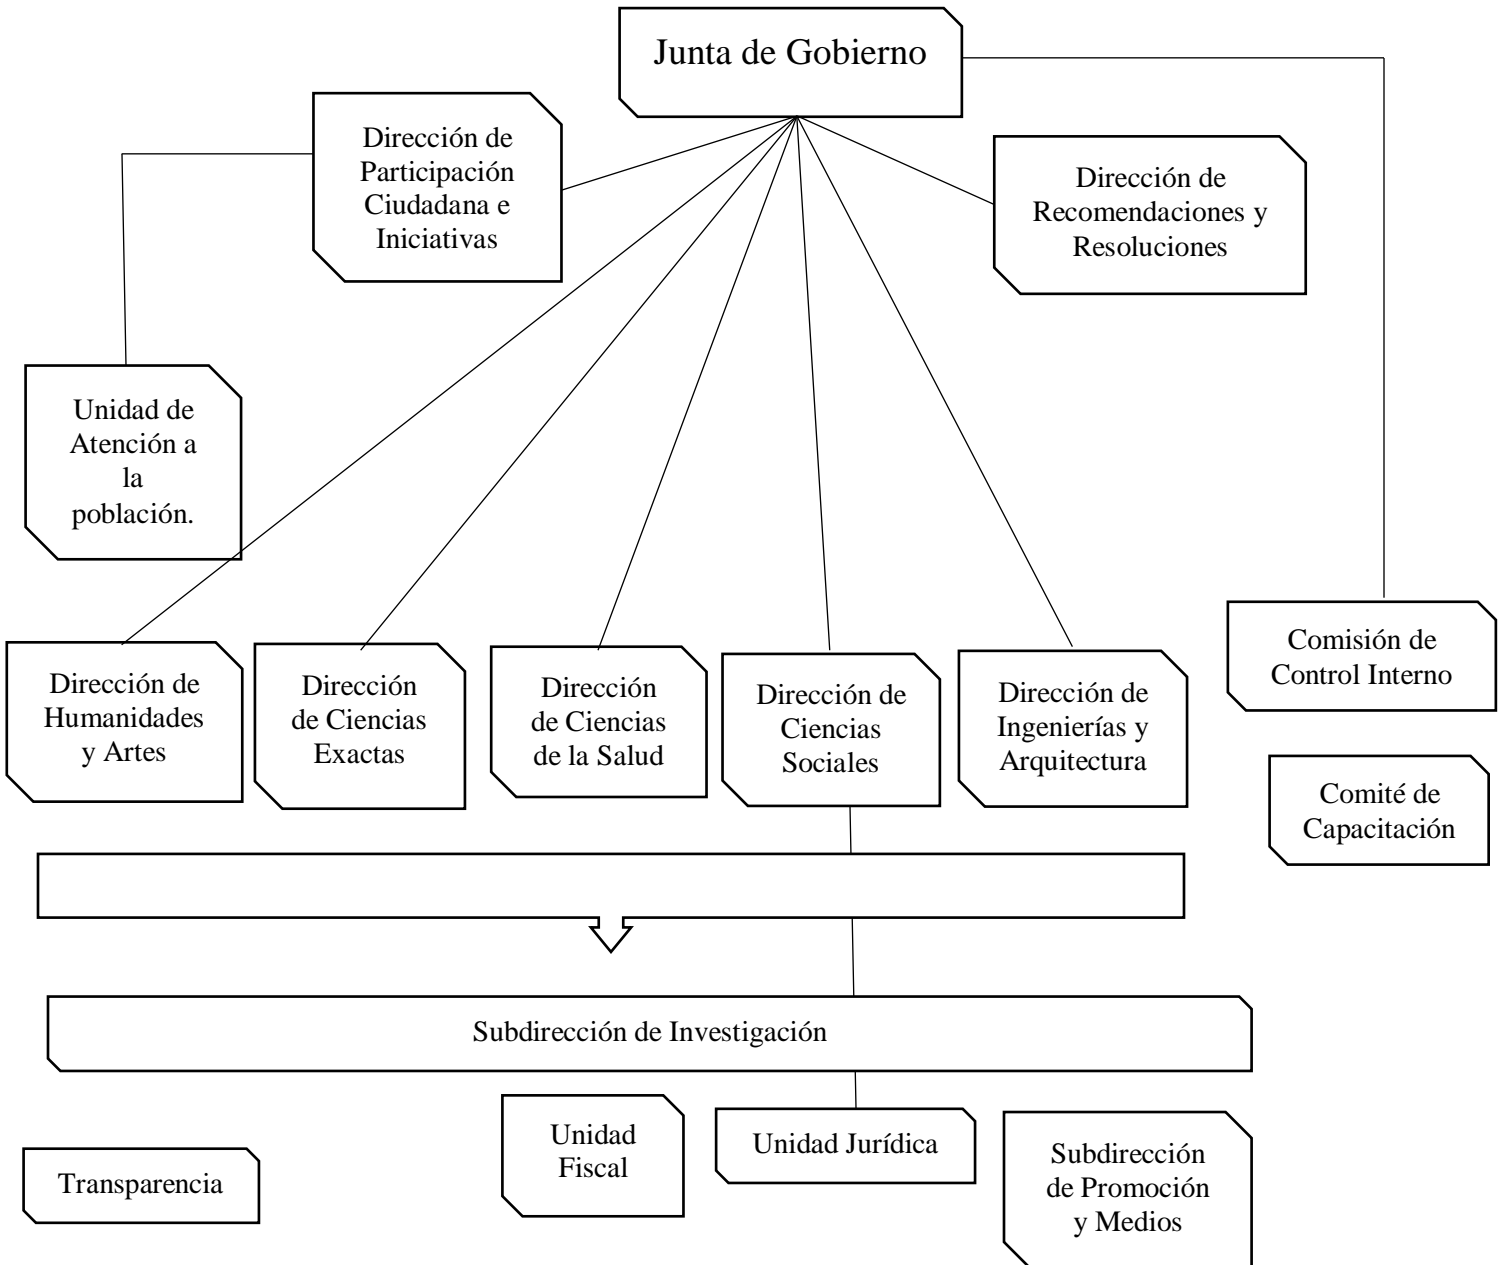 Junta de Gobierno
Dirección de
Participación
Ciudadana e
Iniciativas
Dirección de
Recomendaciones y
Resoluciones
Unidad de
Atención a
la
población.
Dirección de
Humanidades
y Artes
Dirección
de Ciencias
Exactas
Dirección
de Ciencias
de la Salud
Dirección de
Ciencias
Sociales
Dirección de
Ingenierías y
Arquitectura
Comisión de
Control Interno
Comité de
Capacitación
Subdirección de Investigación
Unidad
Fiscal
Unidad Jurídica
Subdirección
de Promoción
y Medios
Transparencia